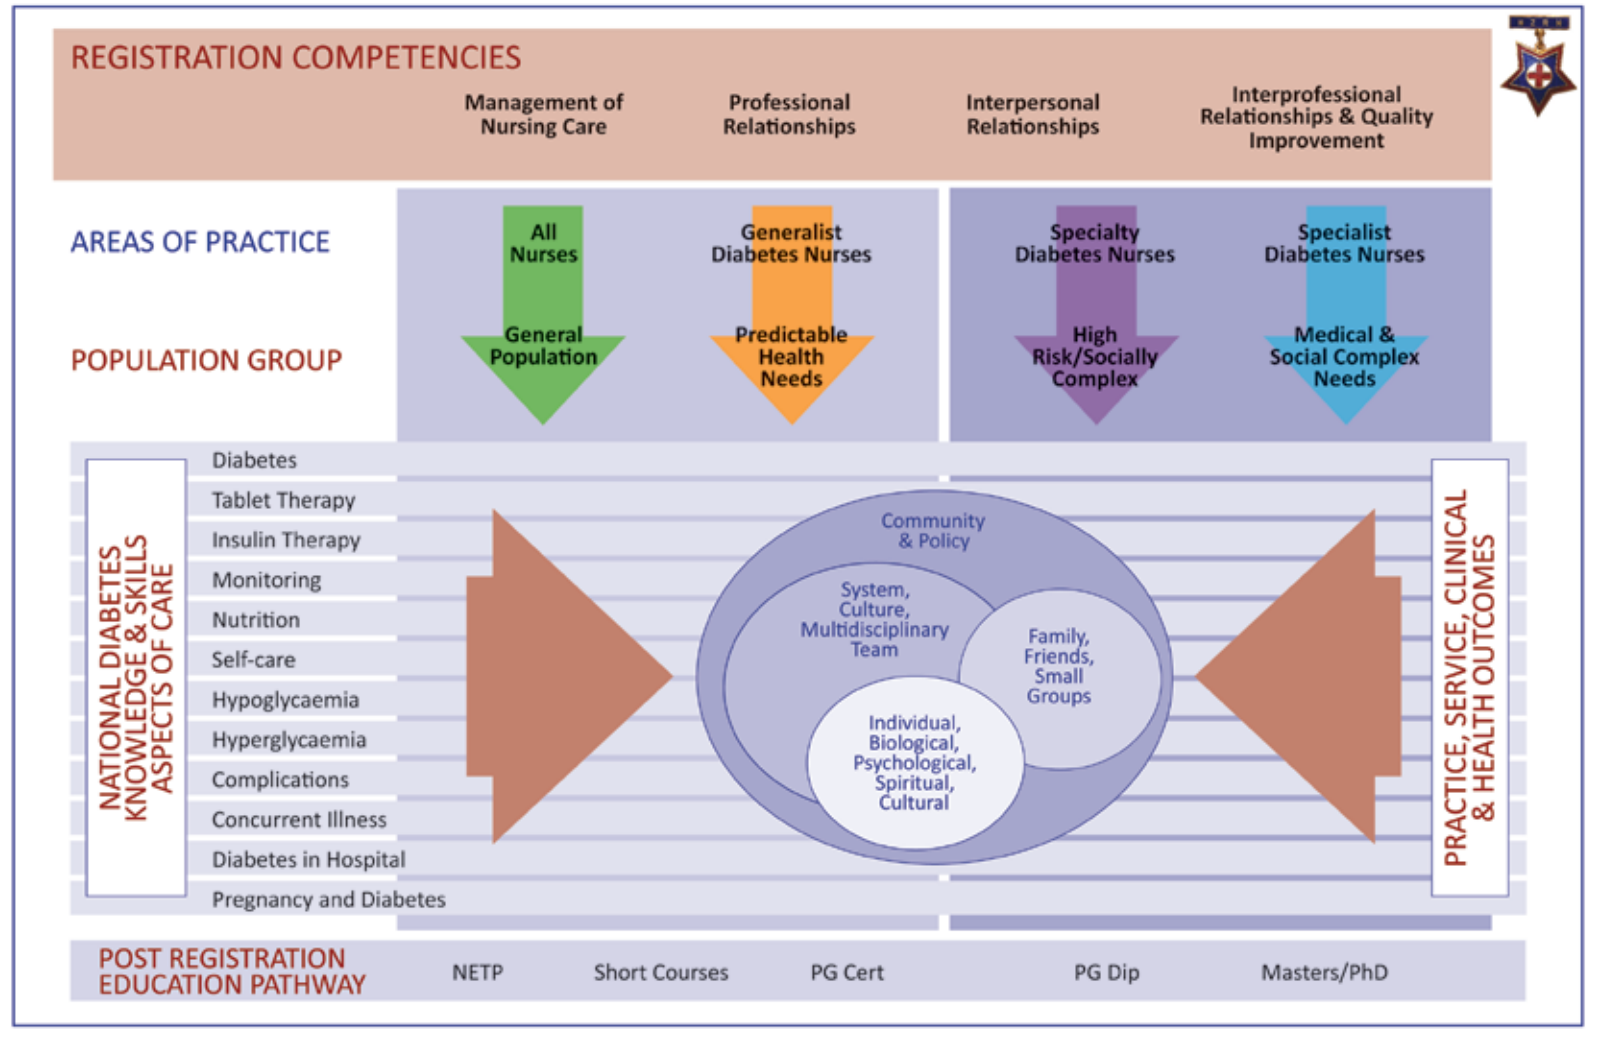 REGISTRATION COMPETENCIES
Management of
Nursing Care
Professional
Relationships
Interpersonal
Relationships
Interprofessional
Relationships & Quality
Improvement
AREAS OF PRACTICE
All
Nurses
Generalist
Diabetes Nurses
Specialty
Diabetes Nurses
Specialist
Diabetes Nurses
POPULATION GROUP
General
Population
Predictable
Health
Needs
High
Risk/Socially
Complex
Medical &
Social Complex
Needs
NATIONAL DIABETES
KNOWLEDGE & SKILLS
ASPECTS OF CARE
Diabetes
Tablet Therapy
Insulin Therapy
Monitoring
Nutrition
Self-care
Hypoglycaemia
Hyperglycaemia
Complications
Concurrent Illness
Diabetes in Hospital
Pregnancy and Diabetes
Community
& Policy
System,
Culture,
Multidisciplinary
Team
Family,
Friends,
Small
Groups
Individual,
Biological,
Psychological,
Spiritual,
Cultural
PRACTICE, SERVICE, CLINICAL
& HEALTH OUTCOMES
POST REGISTRATION
EDUCATION PATHWAY
NETP
Short Courses
PG Cert
PG Dip
Masters/PhD